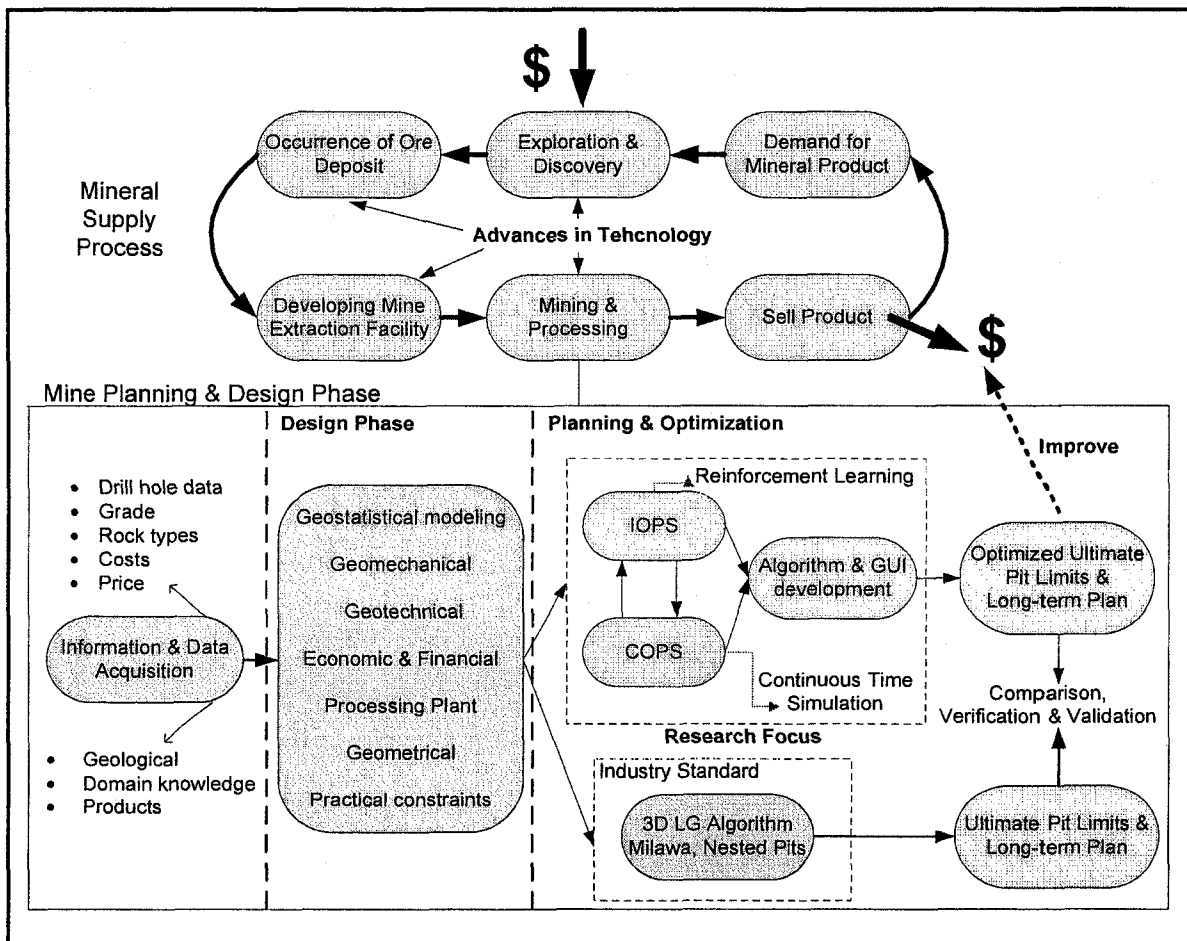 $
Occurrence of Ore
Deposit
Exploration &
Discovery
Demand for
Mineral Product
Mineral
Supply
Process
Advances in Tehcnology
Developing Mine
Extraction Facility
Mining &
Processing
Sell Product
$
Mine Planning & Design Phase
Design Phase
Planning & Optimization
Improve
• Drill hole data
• Grade
• Rock types
• Costs
• Price
Information & Data
Acquisition
• Geological
• Domain knowledge
• Products
Geostatistical modeling
Geomechanical
Geotechnical
Economic & Financial
Processing Plant
Geometrical
Practical constraints
Reinforcement Learning
IOPS
Algorithm & GUI
development
COPS
Continuous Time
Simulation
Research Focus
Optimized Ultimate
Pit Limits &
Long-term Plan
Comparison,
Verification & Validation
Industry Standard
3D LG Algorithm
Milawa, Nested Pits
Ultimate Pit Limits &
Long-term Plan